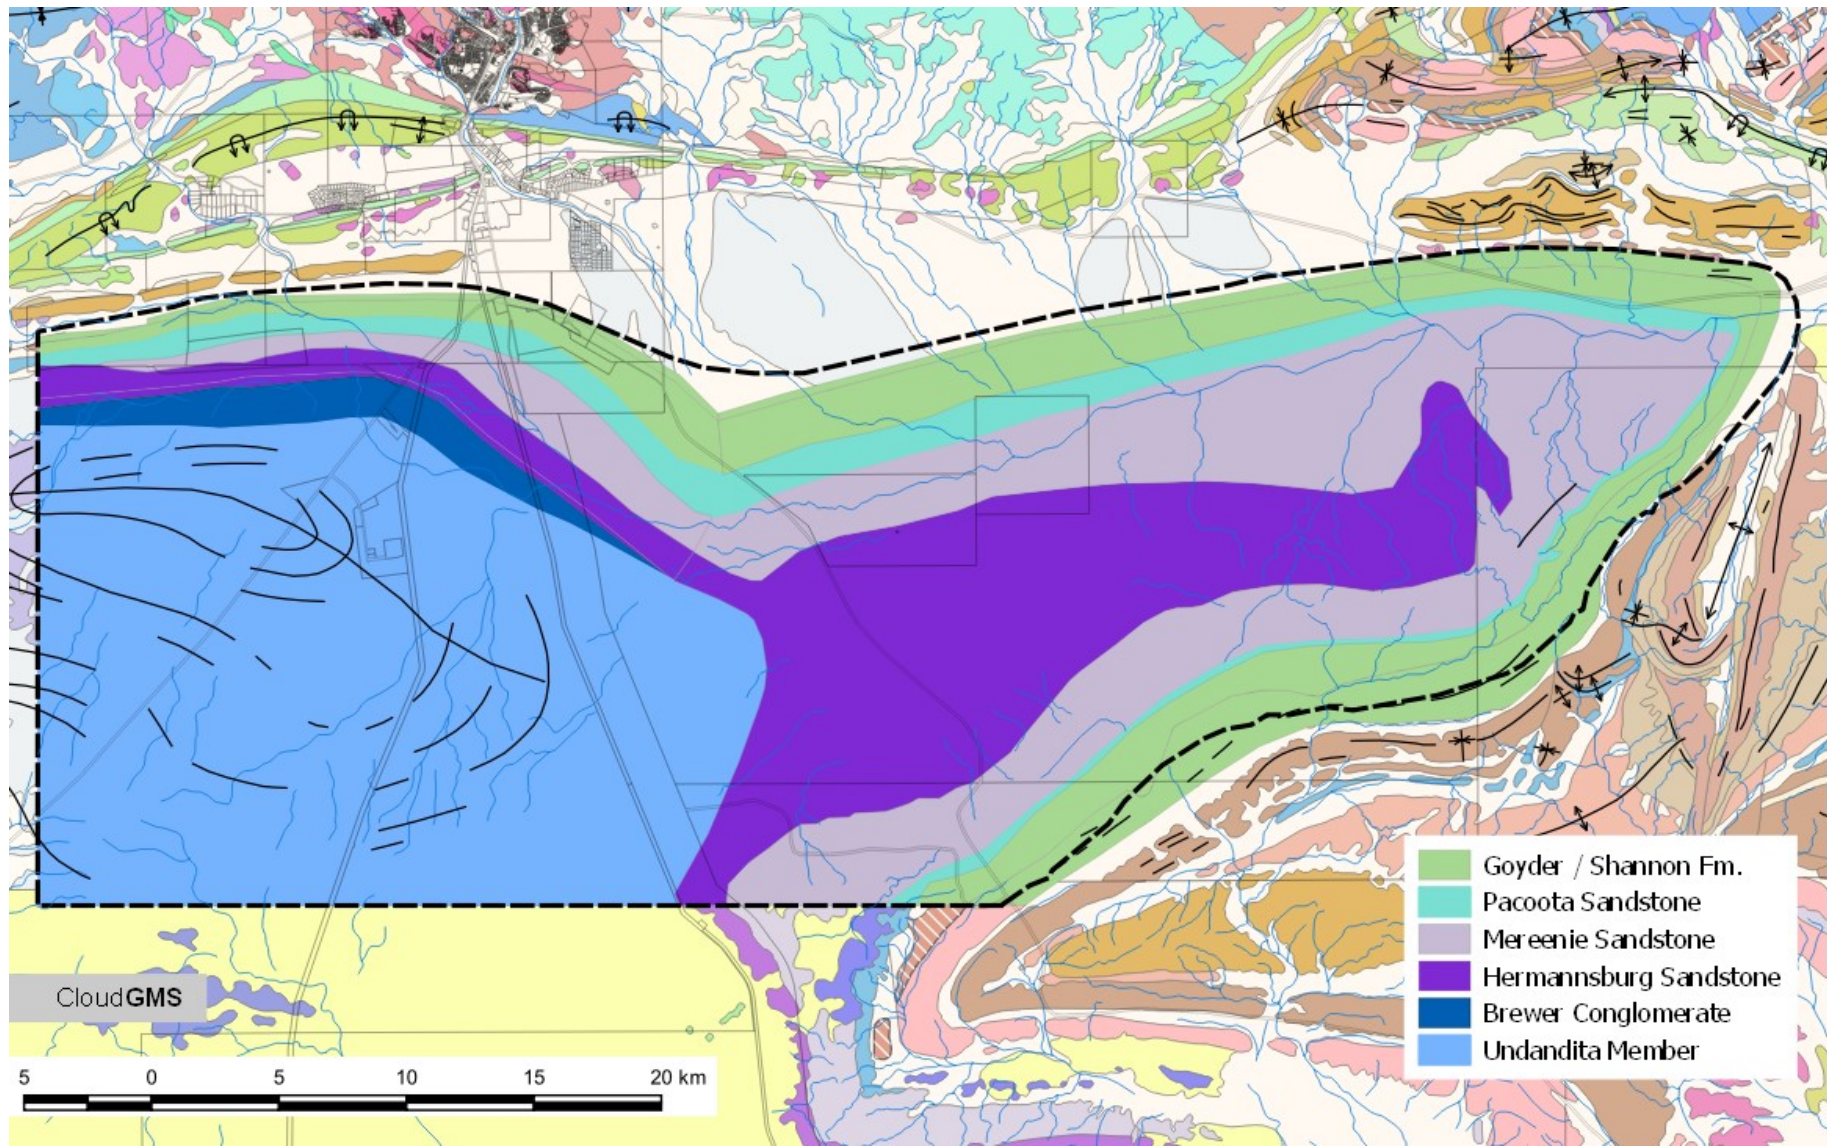 Goyder / Shannon Fm.
Pacoota Sandstone
Mereenie Sandstone
Hermannsburg Sandstone
Brewer Conglomerate
Undandita Member
CloudGMS
5 0 5 10 15 20 km